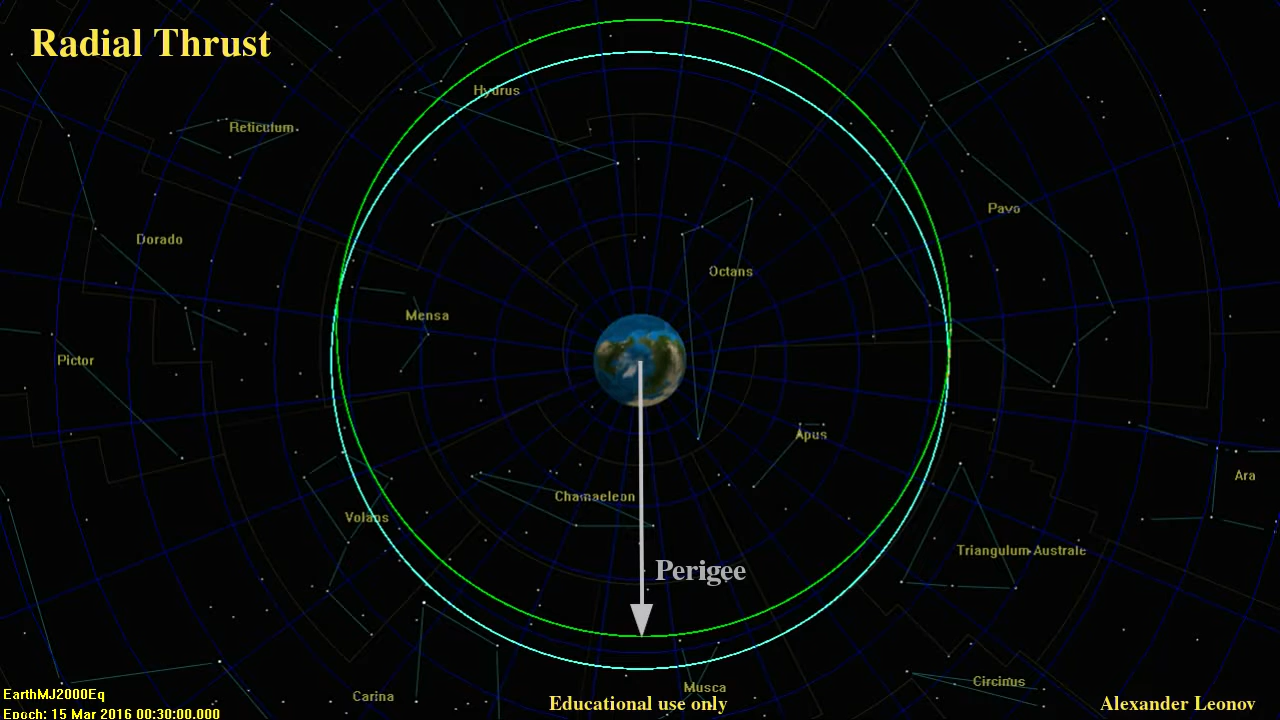 Radial Thrust
Hydrus
Reticulum
Pavo
Dorado
Octans
Mensa
Pictor
Apus
Ara
Chamaeleon
Volans
Triangulum Australe
Perigee
Circinus
Musca
Carina
EarthMJ2000Eq
Epoch: 15 Mar 2016 00:30:00.000
Educational use only
Alexander Leonov